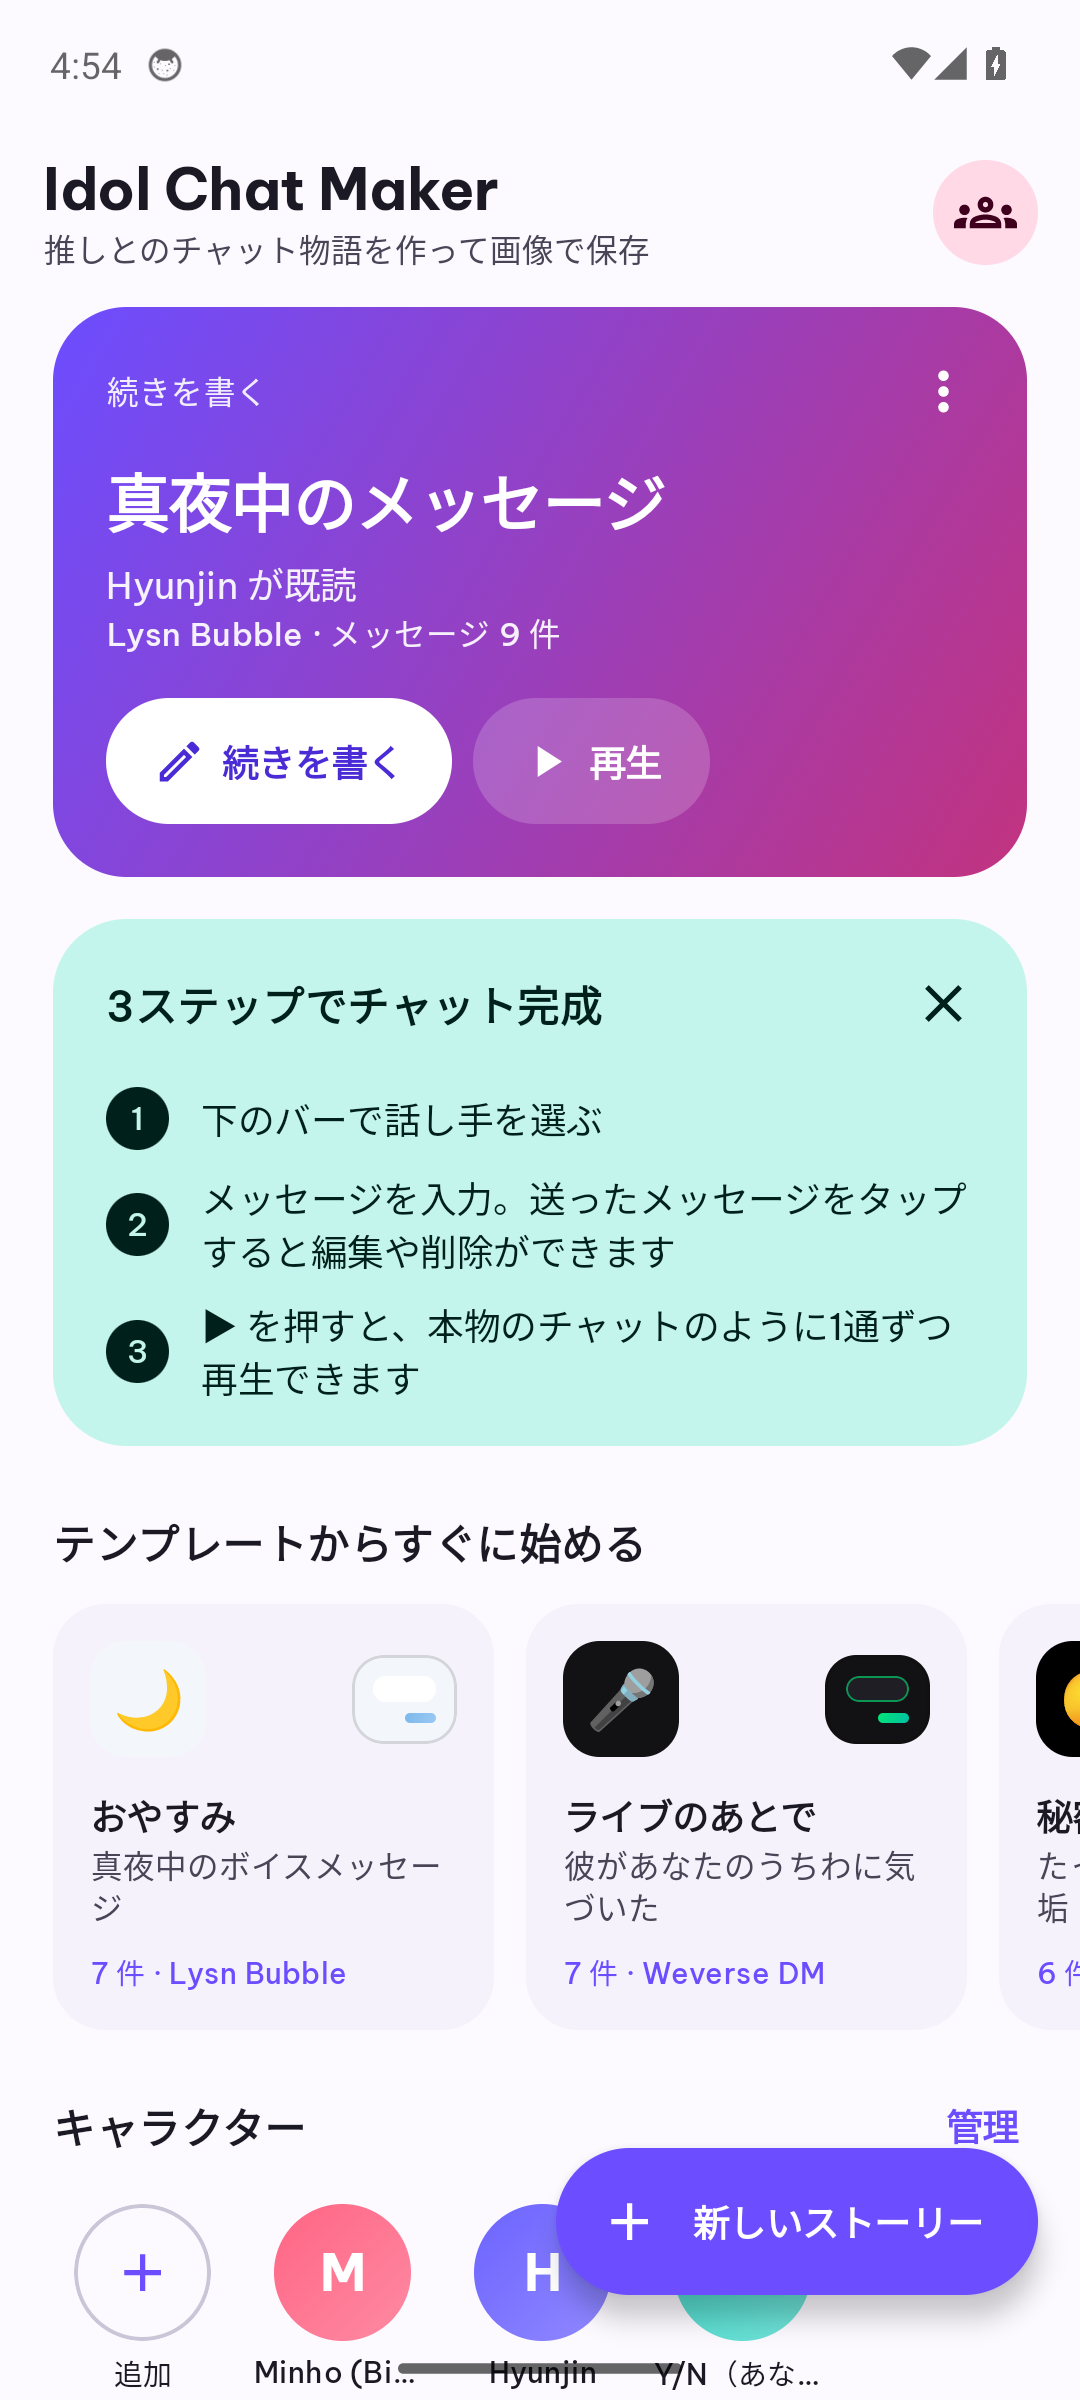 4:54
Idol Chat Maker
推しとのチャット物語を作って画像で保存
続きを書く
真夜中のメッセージ
Hyunjin が既読
Lysn Bubble · メッセージ 9 件
続きを書く
再生
3ステップでチャット完成
1 下のバーで話し手を選ぶ
2 メッセージを入力。送ったメッセージをタップ
すると編集や削除ができます
3 ▶ を押すと、本物のチャットのように1通ずつ
再生できます
テンプレートからすぐに始める
おやすみ
真夜中のボイスメッセー
ジ
7 件 · Lysn Bubble
ライブのあとで
彼があなたのうちわに気
づいた
7 件 · Weverse DM
た
垢
6 件
キャラクター
管理
新しいストーリー
M
H
追加
Minho (Bi...
Hyunjin
Y/N（あな...